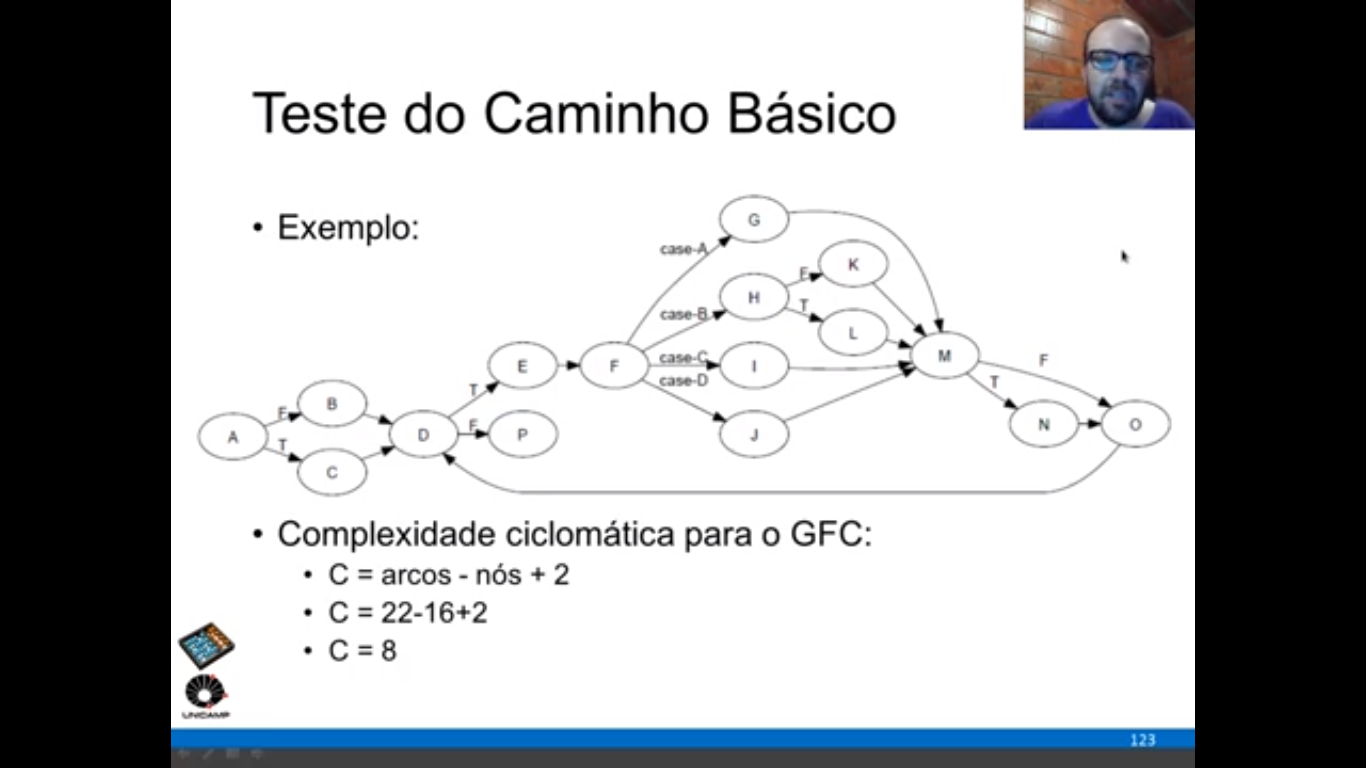 Teste do Caminho Básico
• Exemplo:
G
case-A
K
F
H
case-B
T
L
case-C
M
F
E
F
I
case-D
T
T
B
F
A
D
F
P
J
N
O
T
C
• Complexidade ciclomática para o GFC:
• C = arcos - nós + 2
• C = 22-16+2
• C = 8
UNICAMP
123